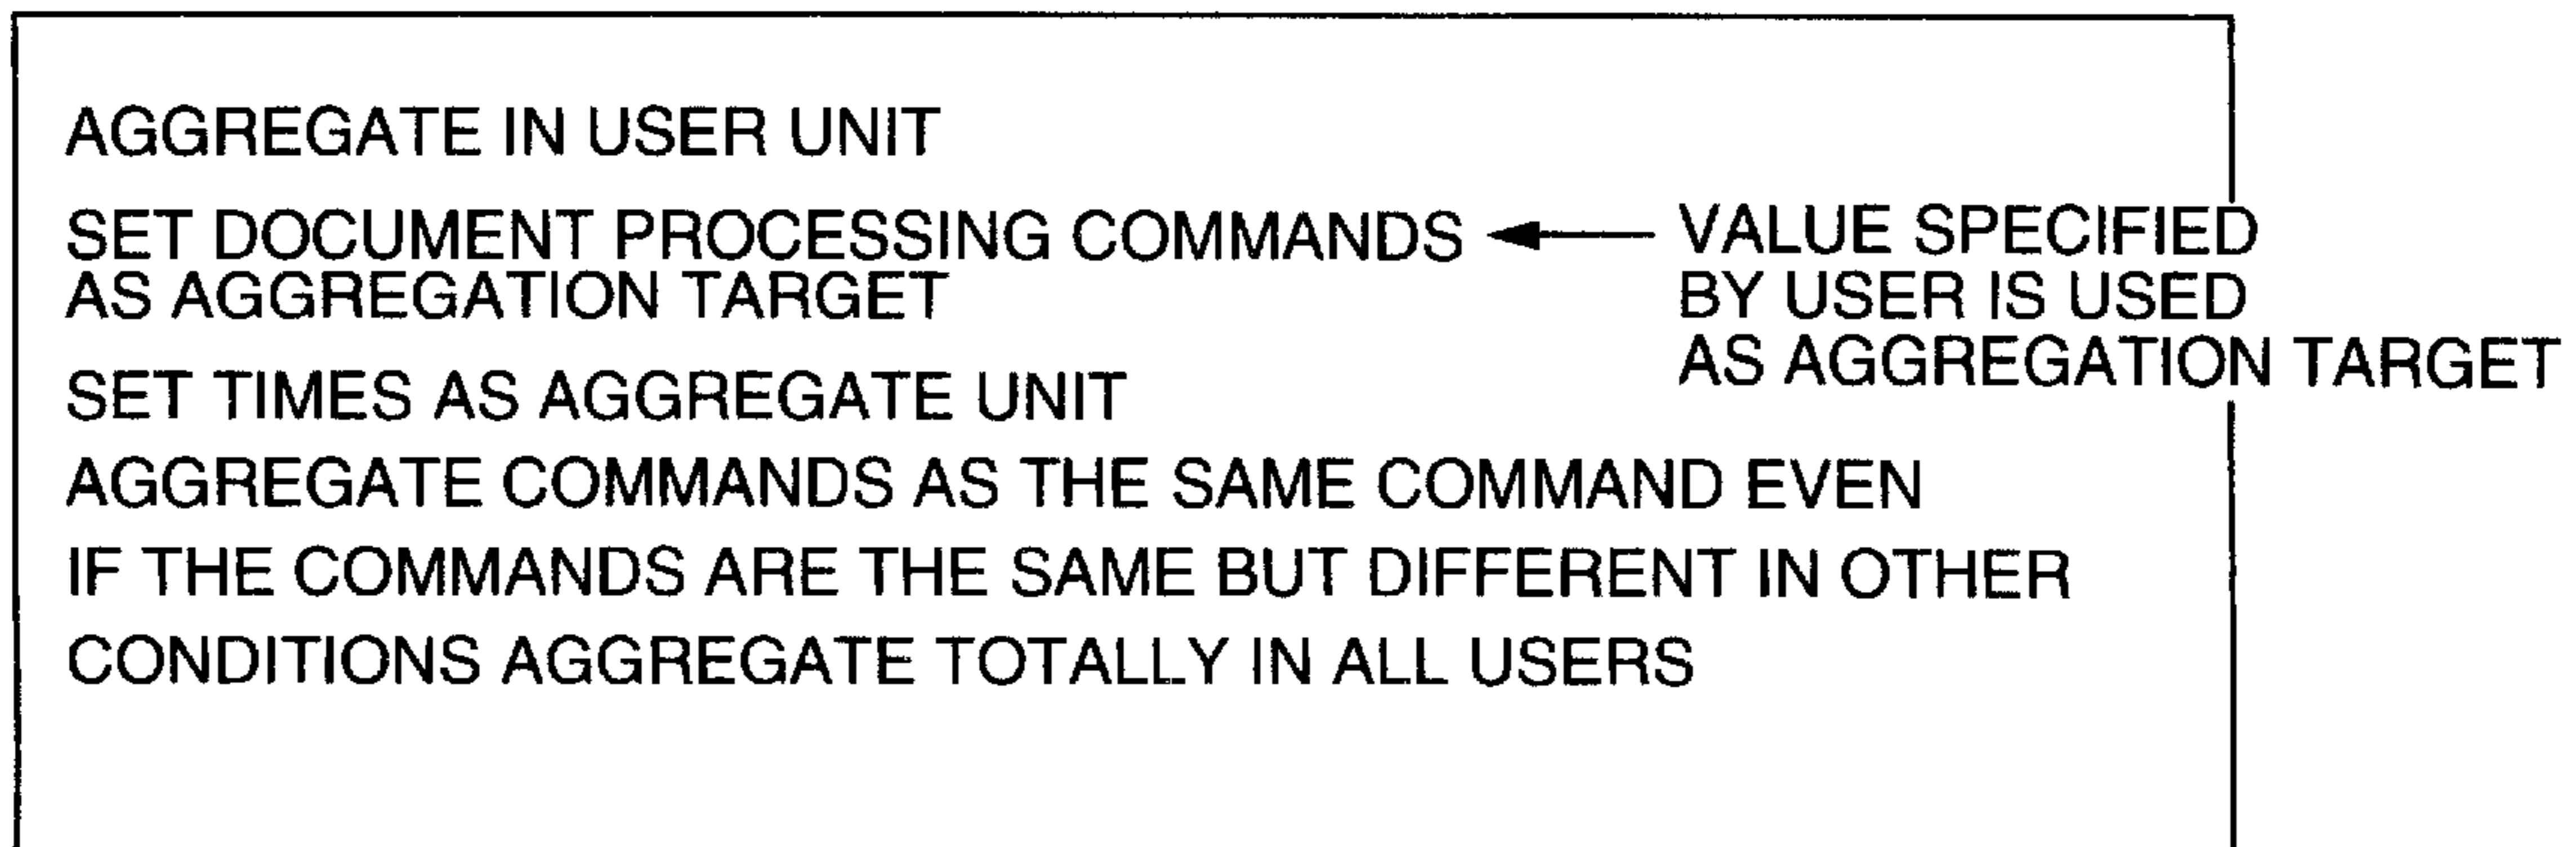 AGGREGATE IN USER UNIT
SET DOCUMENT PROCESSING COMMANDS
AS AGGREGATION TARGET
VALUE SPECIFIED
BY USER IS USED
AS AGGREGATION TARGET
SET TIMES AS AGGREGATE UNIT
AGGREGATE COMMANDS AS THE SAME COMMAND EVEN
IF THE COMMANDS ARE THE SAME BUT DIFFERENT IN OTHER
CONDITIONS AGGREGATE TOTALLY IN ALL USERS